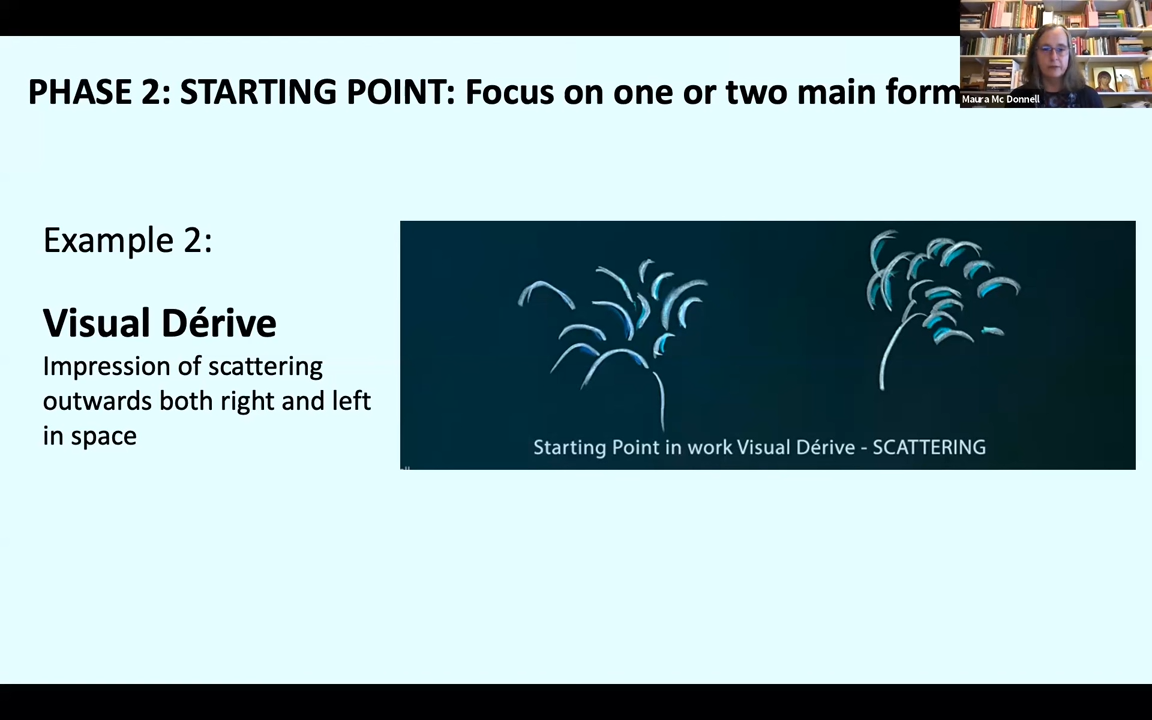 PHASE 2: STARTING POINT: Focus on one or two main form
Maura Mc Donnell
Example 2:
Visual Dérive
Impression of scattering
outwards both right and left
in space
Starting Point in work Visual Dérive - SCATTERING